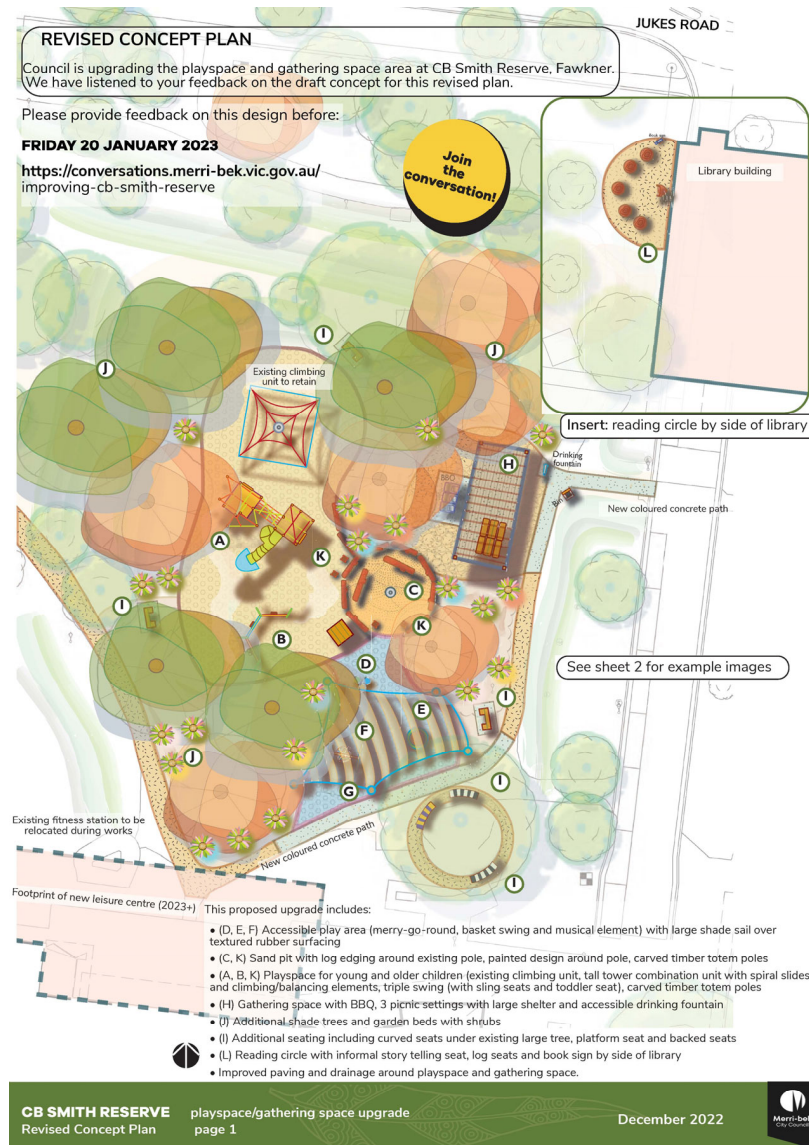 JUKES ROAD
REVISED CONCEPT PLAN
Council is upgrading the playspace and gathering space area at CB Smith Reserve, Fawkner.
We have listened to your feedback on the draft concept for this revised plan.
Please provide feedback on this design before:
FRIDAY 20 JANUARY 2023
https://conversations.merri-bek.vic.gov.au/
improving-cb-smith-reserve
Join
the
conversation!
Book sign
Library building
L
I
J
J
Existing climbing
unit to retain
Insert: reading circle by side of library
H
Drinking
fountain
BBQ
Bin
New coloured concrete path
A
K
C
I
K
B
D
See sheet 2 for example images
I
E
F
J
I
G
Existing fitness station to be
relocated during works
New coloured concrete path
I
Footprint of new leisure centre (2023+)
This proposed upgrade includes:
• (D, E, F) Accessible play area (merry-go-round, basket swing and musical element) with large shade sail over
textured rubber surfacing
• (C, K) Sand pit with log edging around existing pole, painted design around pole, carved timber totem poles
• (A, B, K) Playspace for young and older children (existing climbing unit, tall tower combination unit with spiral slides
and climbing/balancing elements, triple swing (with sling seats and toddler seat), carved timber totem poles
• (H) Gathering space with BBQ, 3 picnic settings with large shelter and accessible drinking fountain
• (J) Additional shade trees and garden beds with shrubs
• (I) Additional seating including curved seats under existing large tree, platform seat and backed seats
• (L) Reading circle with informal story telling seat, log seats and book sign by side of library
• Improved paving and drainage around playspace and gathering space.
CB SMITH RESERVE playspace/gathering space upgrade
Revised Concept Plan page 1
December 2022
Merri-bek
City Council